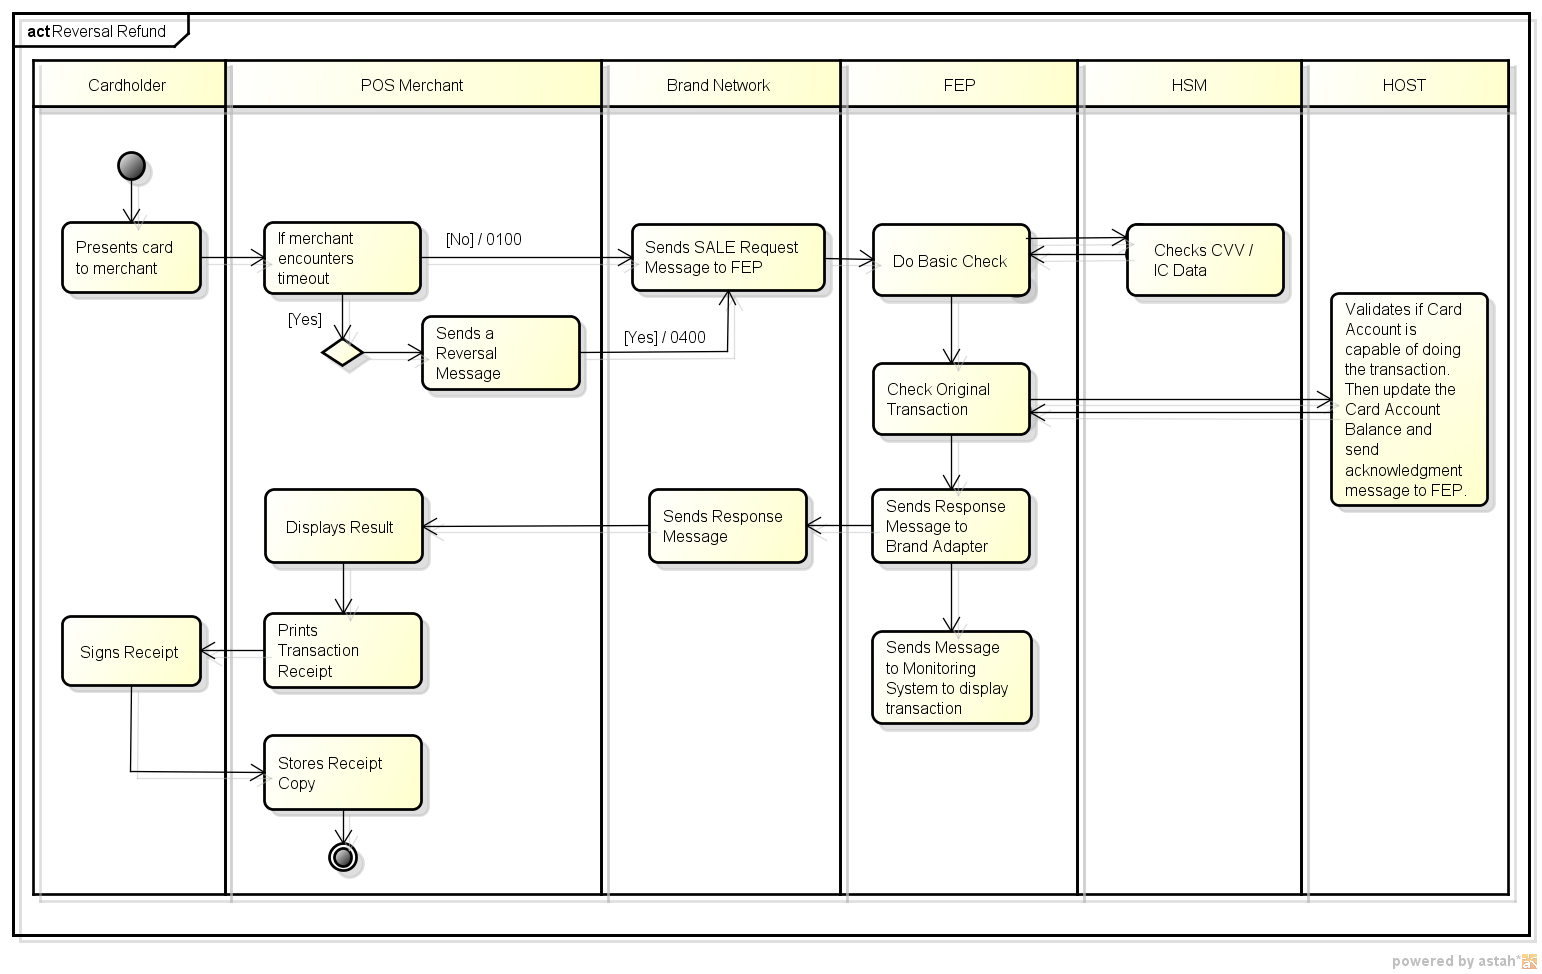 act Reversal Refund
Cardholder
POS Merchant
Brand Network
FEP
HSM
HOST
Presents card
to merchant
If merchant
encounters
timeout
[No] / 0100
Sends SALE Request
Message to FEP
Do Basic Check
Checks CVV /
IC Data
[Yes]
Sends a
Reversal
Message
[Yes] / 0400
Validates if Card
Account is
capable of doing
the transaction.
Then update the
Card Account
Balance and
send
acknowledgment
message to FEP.
Check Original
Transaction
Displays Result
Sends Response
Message
Sends Response
Message to
Brand Adapter
Signs Receipt
Prints
Transaction
Receipt
Sends Message
to Monitoring
System to display
transaction
Stores Receipt
Copy
powered by astah*